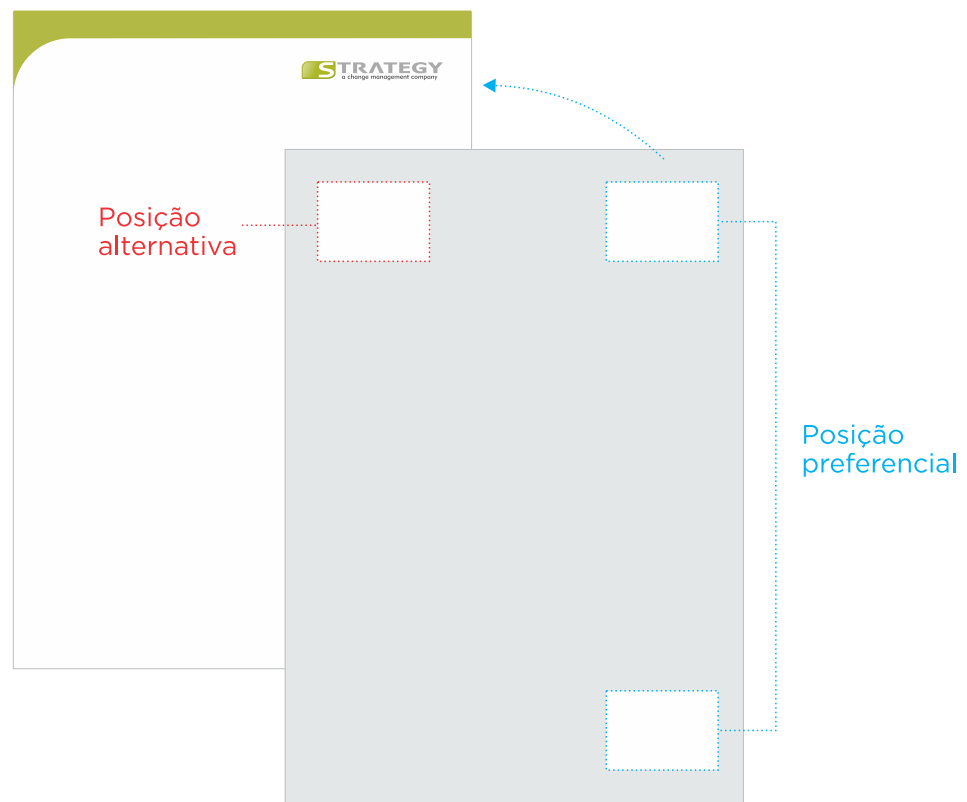 STRATEGY
a change management company
Posição
alternativa
Posição
preferencial